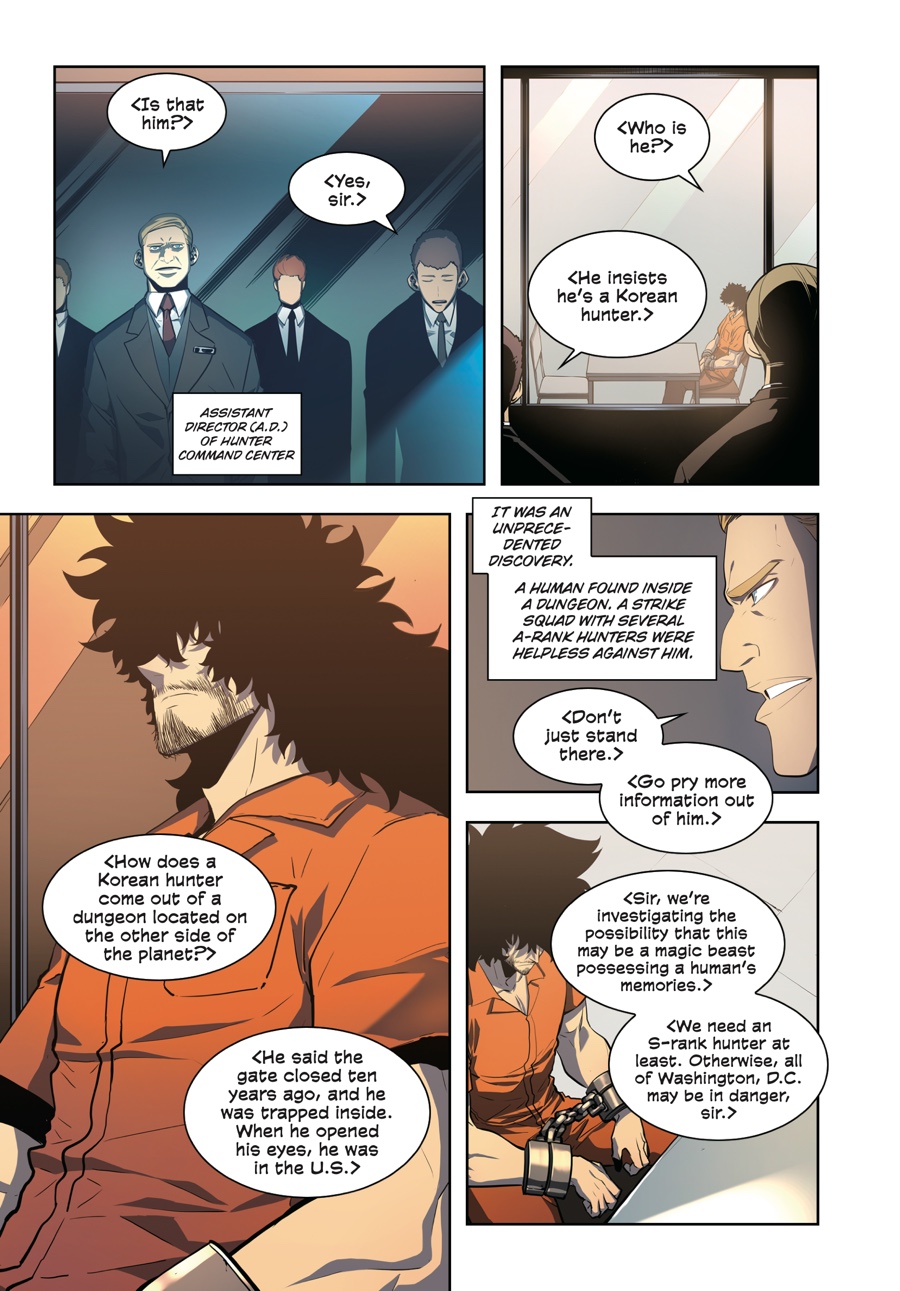 <Is that
him?>
<Yes,
sir.>
ASSISTANT
DIRECTOR (A.D.)
OF HUNTER
COMMAND CENTER
<Who is
he?>
<He insists
he's a Korean
hunter.>
<How does a
Korean hunter
come out of a
dungeon located on
the other side of
the planet?>
<He said the
gate closed ten
years ago, and he
was trapped inside.
When he opened
his eyes, he was
in the U.S.>
IT WAS AN
UNPRECE-
DENTED
DISCOVERY.
A HUMAN FOUND INSIDE
A DUNGEON. A STRIKE
SQUAD WITH SEVERAL
A-RANK HUNTERS WERE
HELPLESS AGAINST HIM.
<Don't
just stand
there.>
<Go pry more
information out
of him.>
<Sir, we're
investigating the
possibility that this
may be a magic beast
possessing a human's
memories.>
<We need an
S-rank hunter at
least. Otherwise, all
of Washington, D.C.
may be in danger,
sir.>